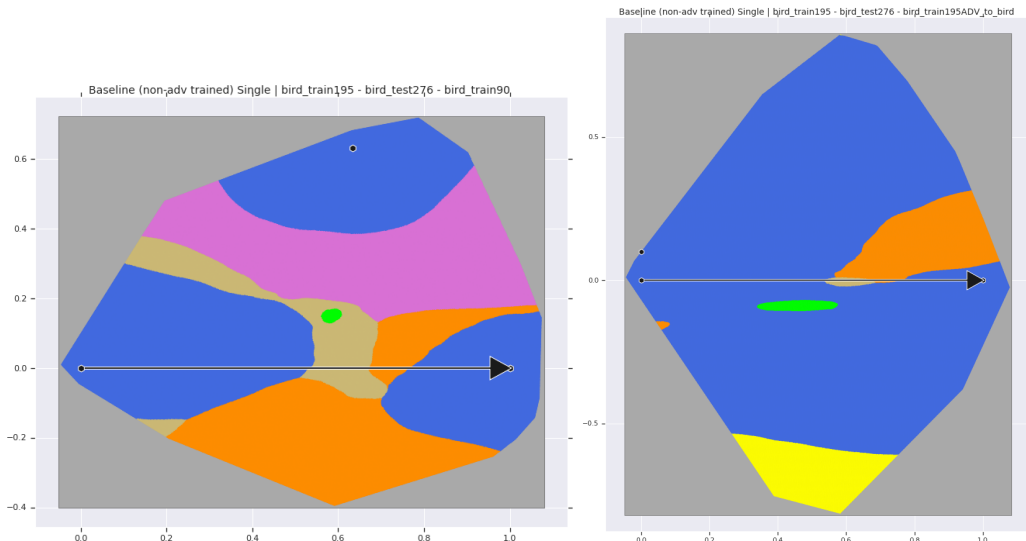 Baseline (non-adv trained) Single | bird_train195 - bird_test276 - bird_train90
0.6
0.4
0.2
0.0
−0.2
−0.4
0.0 0.2 0.4 0.6 0.8 1.0
Baseline (non-adv trained) Single | bird_train195 - bird_test276 - bird_train195ADV_to_bird
0.5
0.0
−0.5
0.0 0.2 0.4 0.6 0.8 1.0